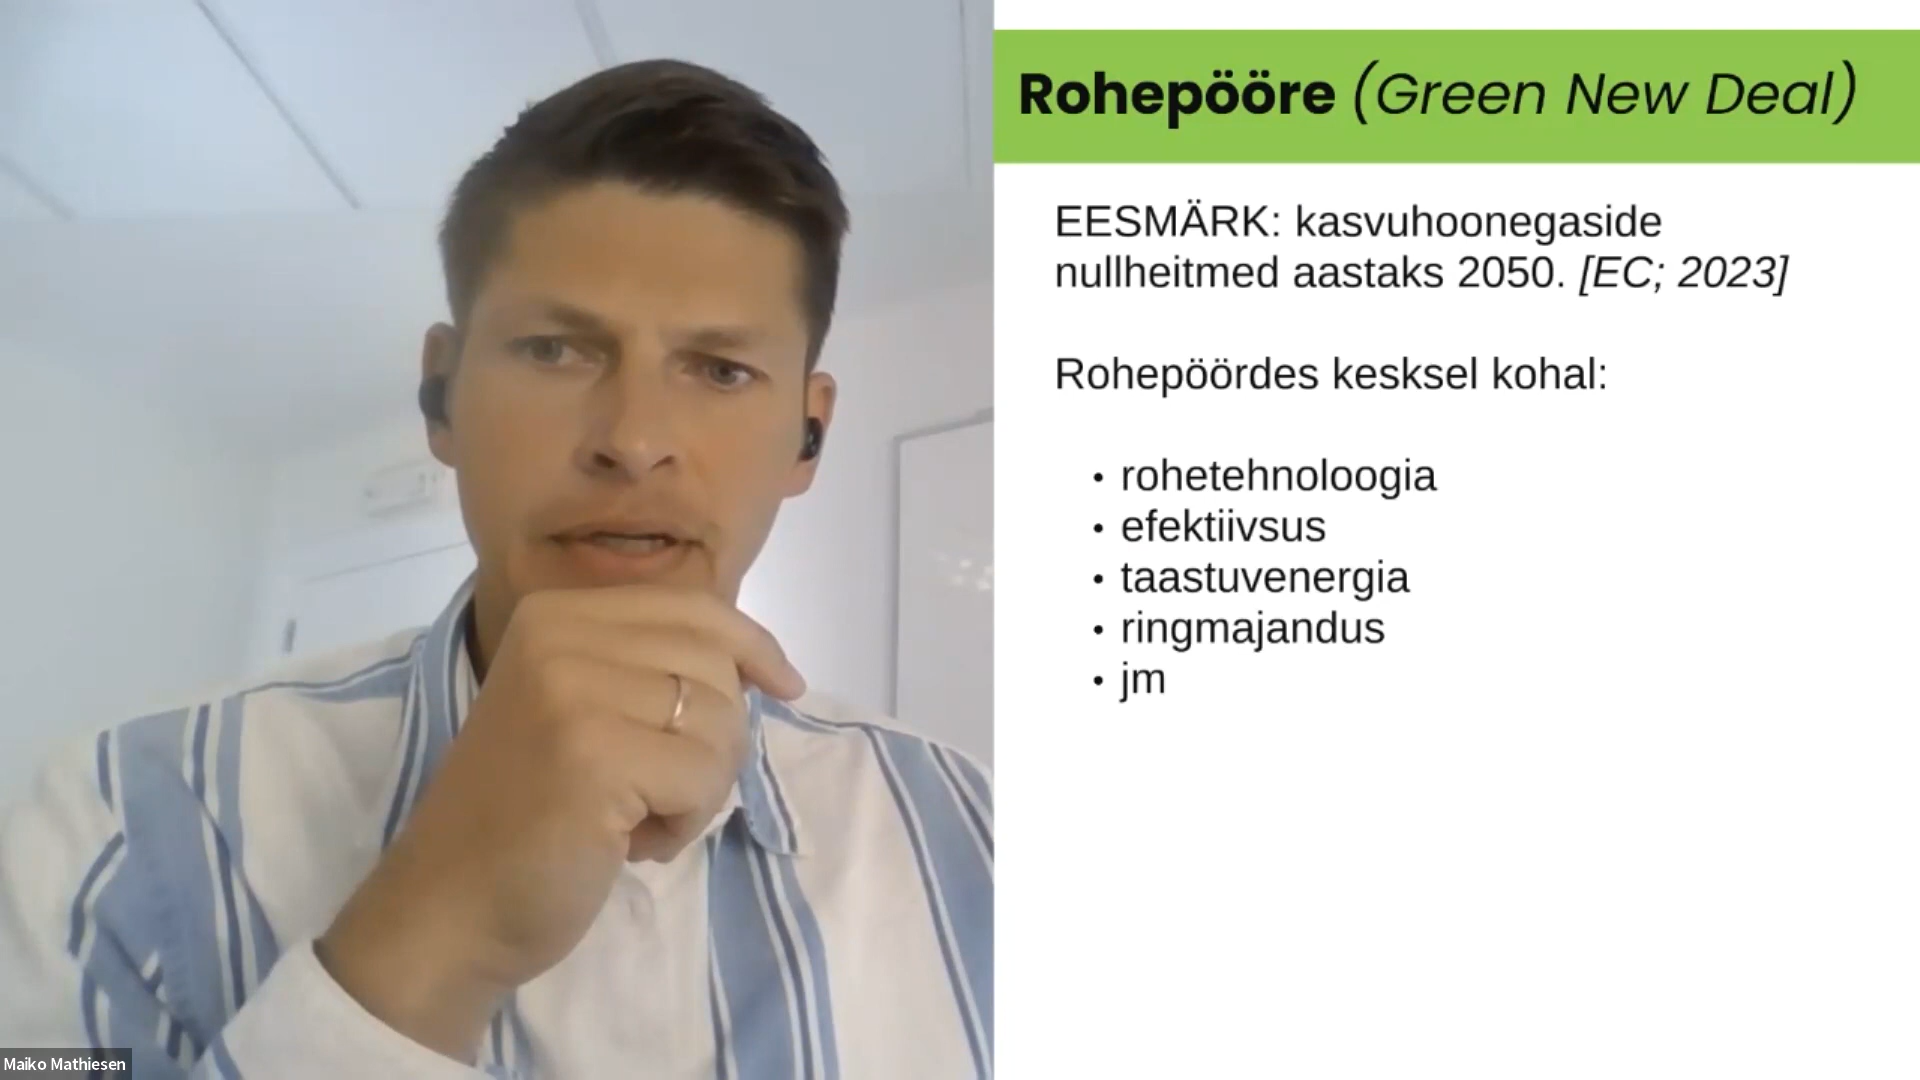 Rohepööre (Green New Deal)
EESMÄRK: kasvuhoonegaside
nullheitmed aastaks 2050. [EC; 2023]
Rohepöördes kesksel kohal:
• rohetehnoloogia
• efektiivsus
• taastuvenergia
• ringmajandus
• jm
Maiko Mathiesen